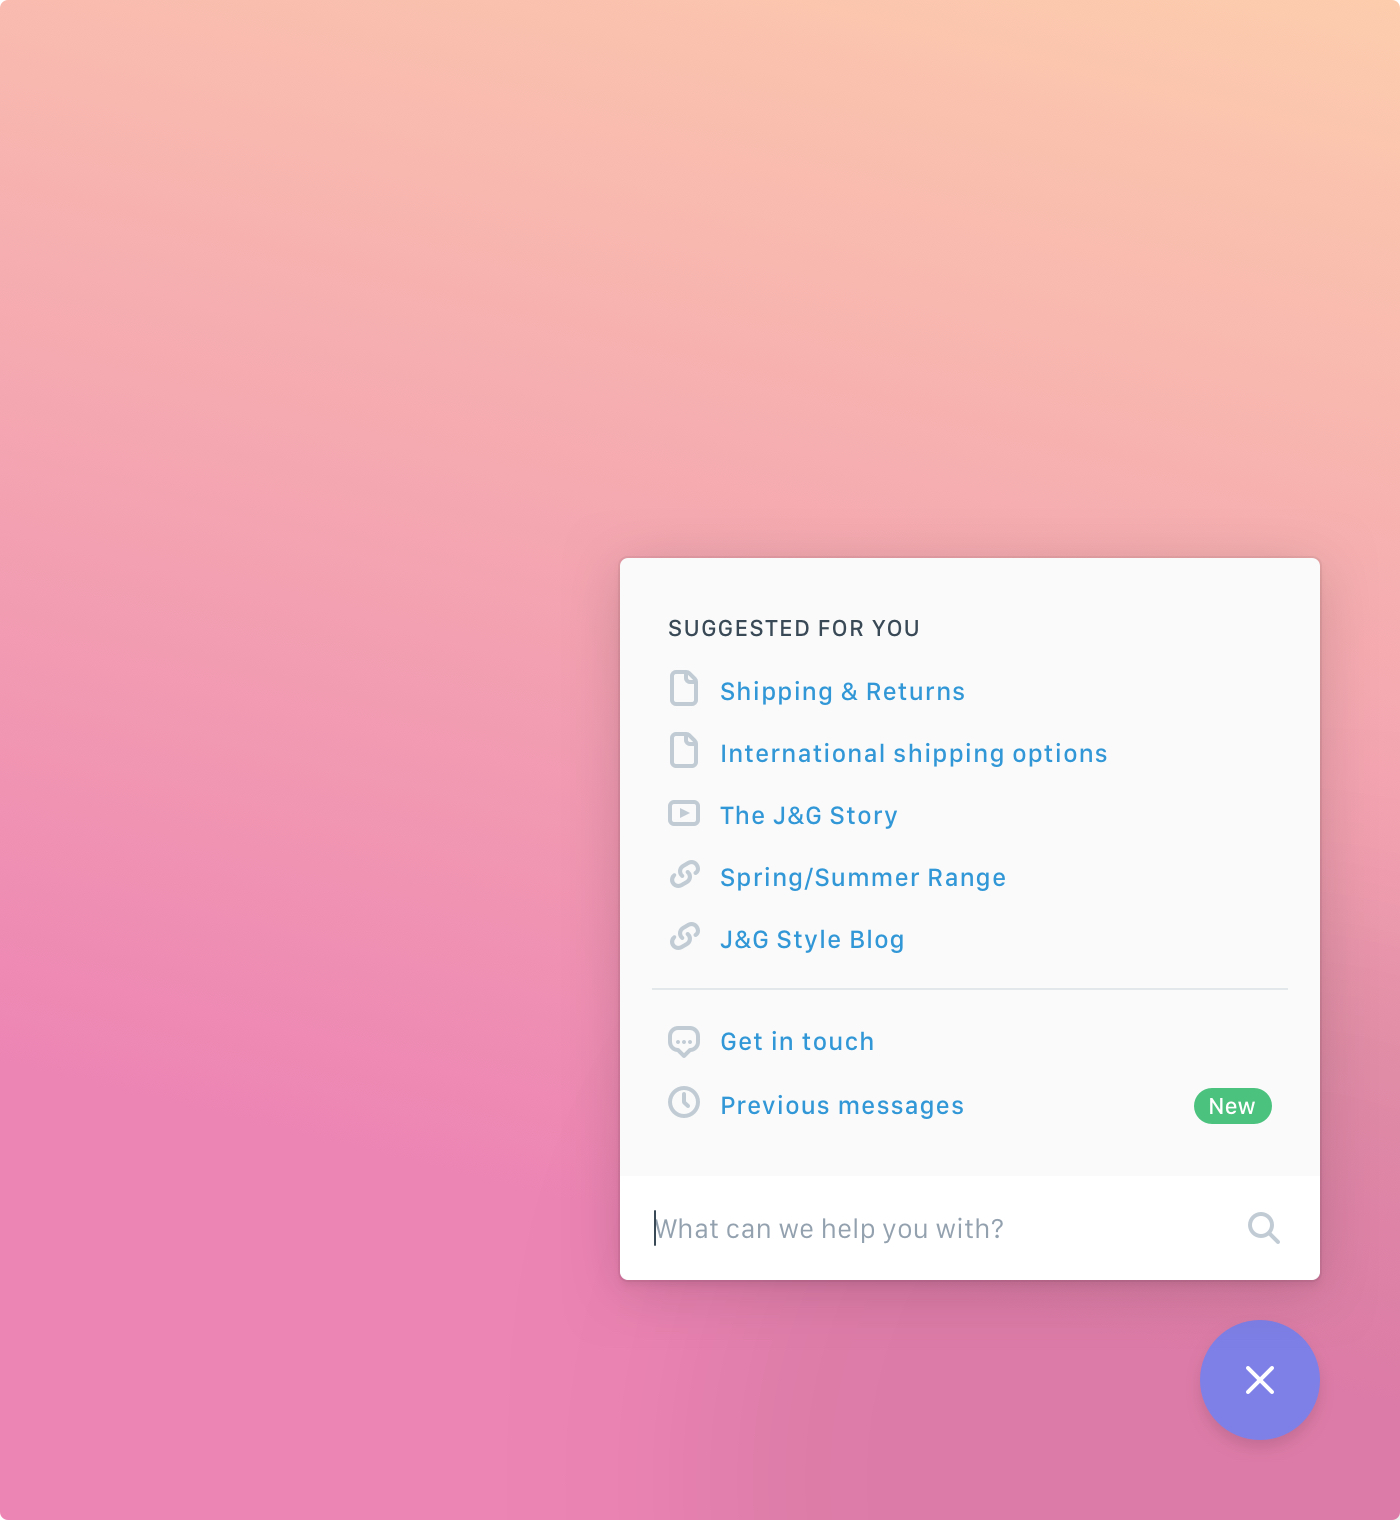 SUGGESTED FOR YOU
Shipping & Returns
International shipping options
The J&G Story
Spring/Summer Range
J&G Style Blog
Get in touch
Previous messages New
What can we help you with?